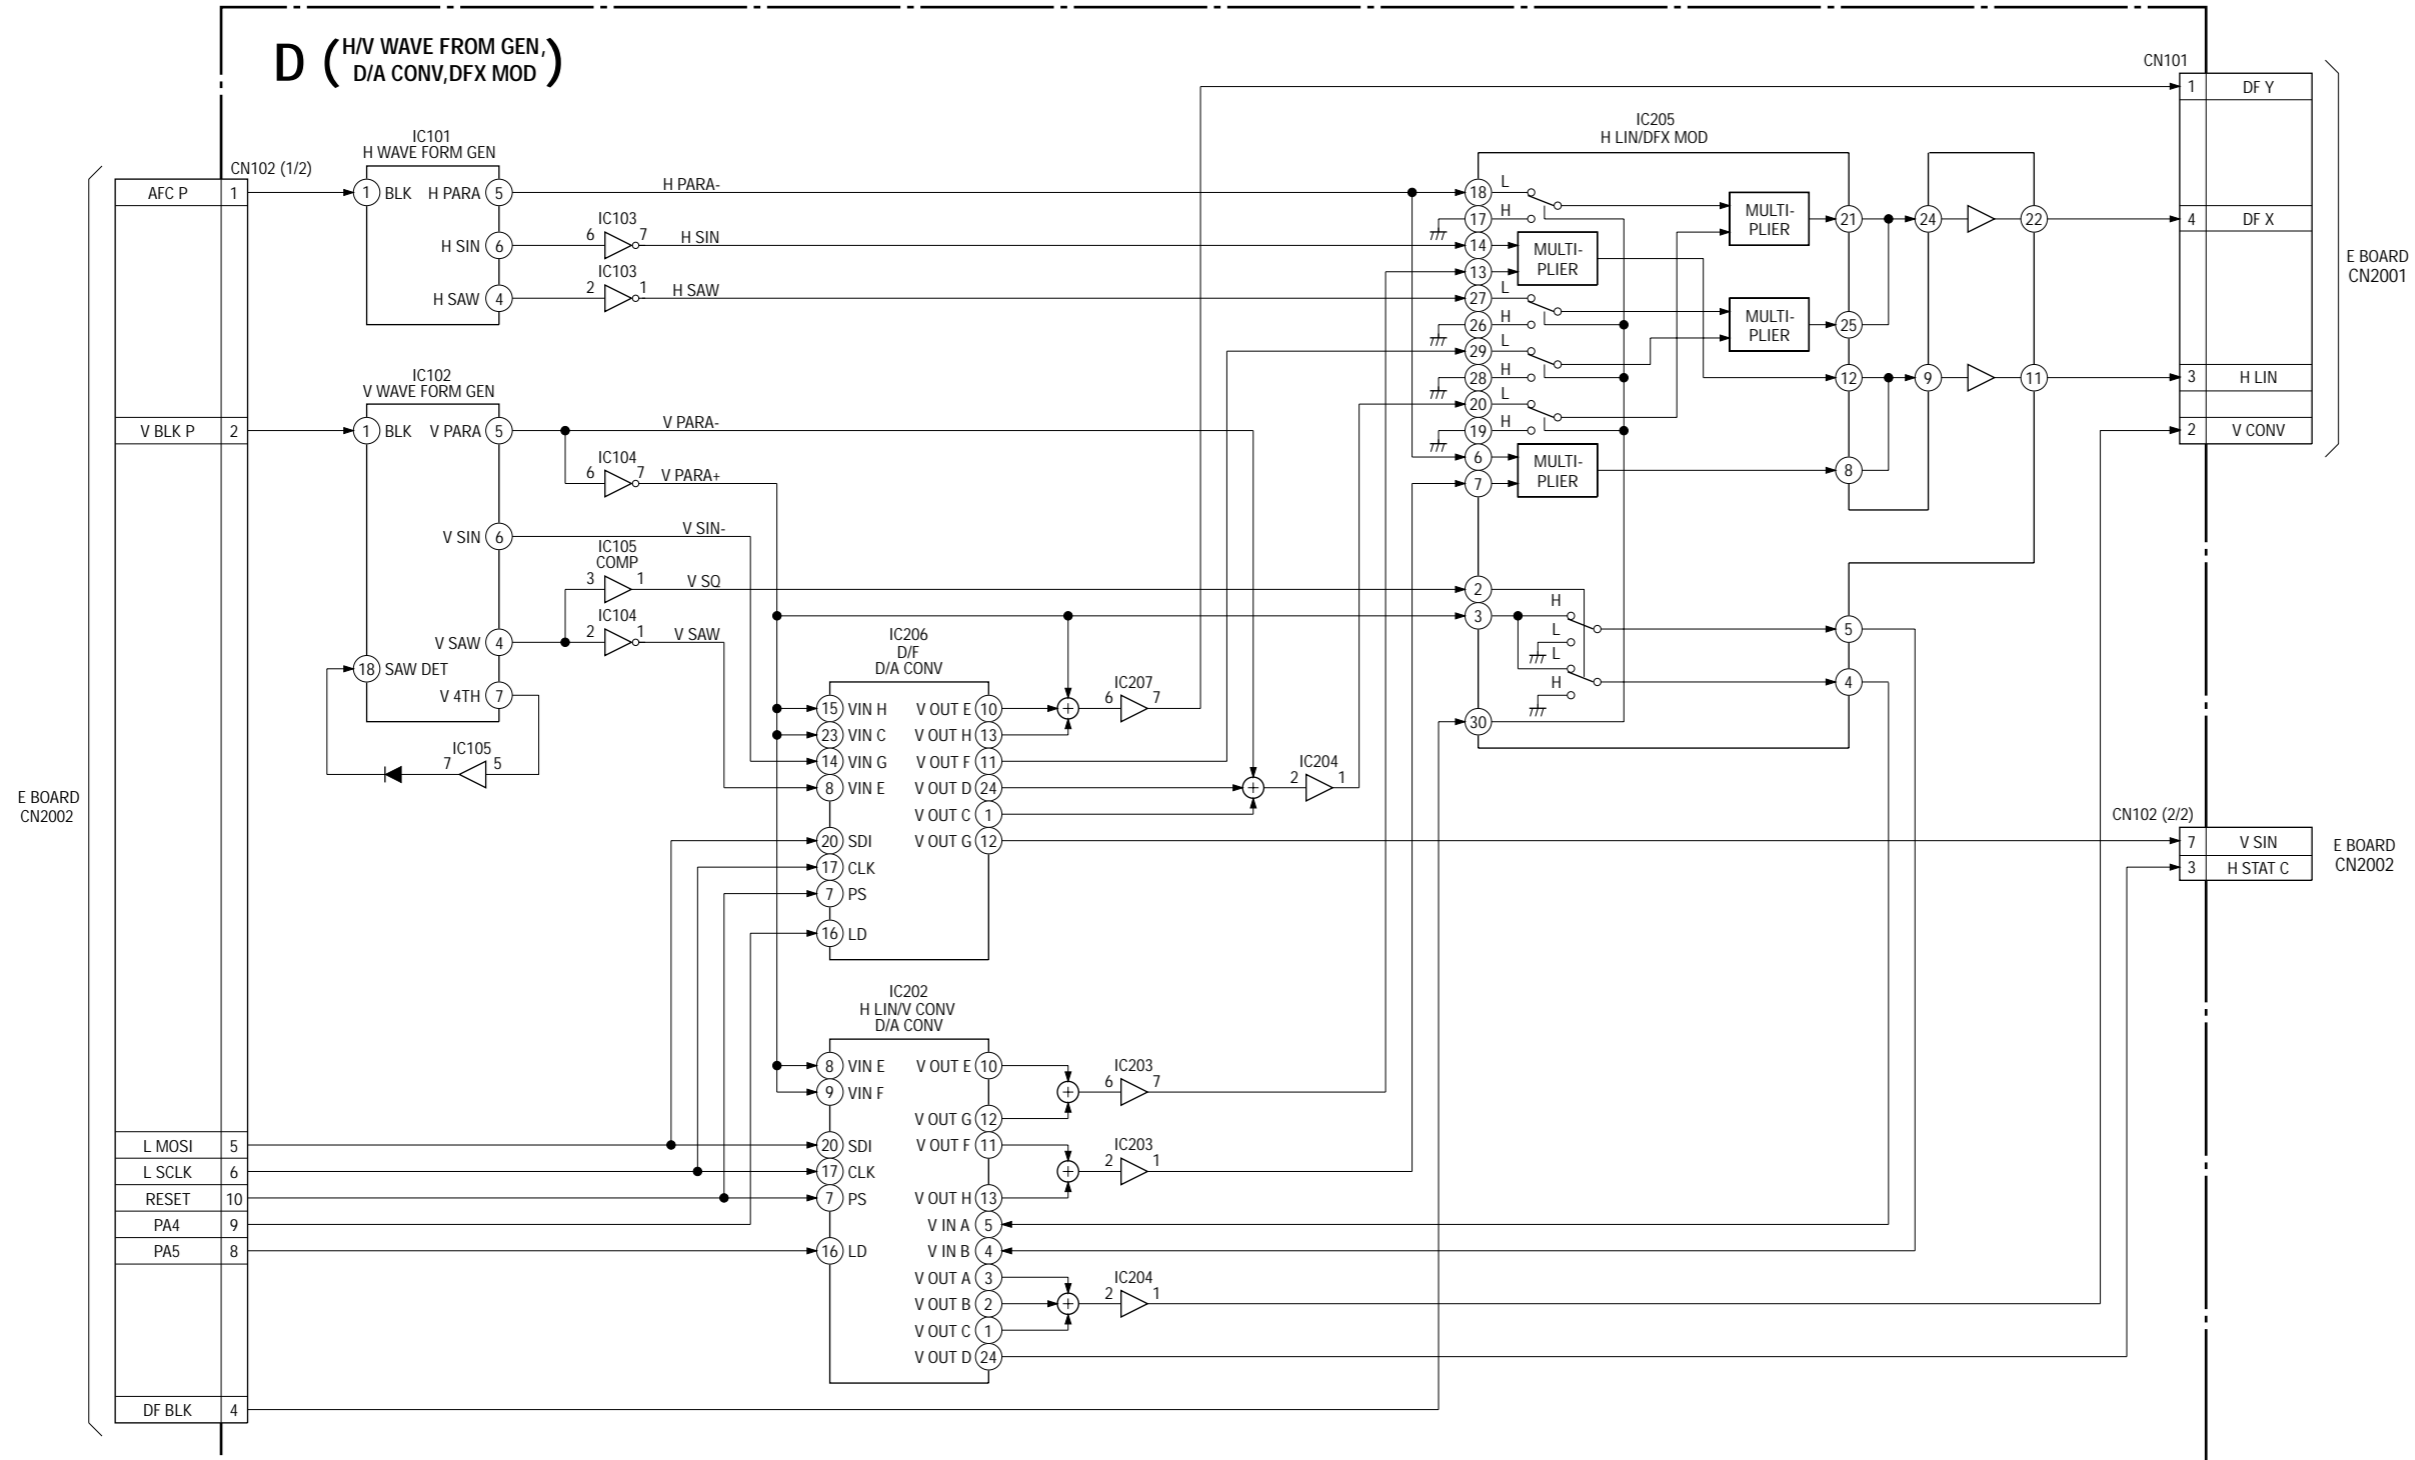 D ( H/V WAVE FROM GEN,
D/A CONV,DFX MOD )
CN101
1 DF Y
4 DF X
3 H LIN
2 V CONV
E BOARD
CN2001
CN102 (1/2)
AFC P 1
V BLK P 2
L MOSI 5
L SCLK 6
RESET 10
PA4 9
PA5 8
DF BLK 4
E BOARD
CN2002
IC101
H WAVE FORM GEN
1 BLK H PARA 5
H SIN 6
H SAW 4
H PARA-
IC103
6 7 H SIN
IC103
2 1 H SAW
IC102
V WAVE FORM GEN
1 BLK V PARA 5
V SIN 6
V SAW 4
18 SAW DET
V 4TH 7
V PARA-
IC104
6 7 V PARA+
V SIN-
IC105
COMP
3 1 V SQ
IC104
2 1 V SAW
IC105
7 5
IC205
H LIN/DFX MOD
18 L
17 H
14
13
27 L
26 H
29 L
28 H
20 L
19 H
6
7
2
3
30
MULTI-
PLIER
MULTI-
PLIER
MULTI-
PLIER
MULTI-
PLIER
21 24 22
25
12 9 11
8
H
L
L
H
5
4
IC206
D/F
D/A CONV
15 VIN H V OUT E 10
23 VIN C V OUT H 13
14 VIN G V OUT F 11
8 VIN E V OUT D 24
V OUT C 1
20 SDI V OUT G 12
17 CLK
7 PS
16 LD
+
IC207
6 7
+
IC204
2 1
CN102 (2/2)
7 V SIN
3 H STAT C
E BOARD
CN2002
IC202
H LIN/V CONV
D/A CONV
8 VIN E V OUT E 10
9 VIN F
V OUT G 12
20 SDI V OUT F 11
17 CLK
7 PS V OUT H 13
V IN A 5
16 LD V IN B 4
V OUT A 3
V OUT B 2
V OUT C 1
V OUT D 24
+
IC203
6 7
+
IC203
2 1
+
IC204
2 1